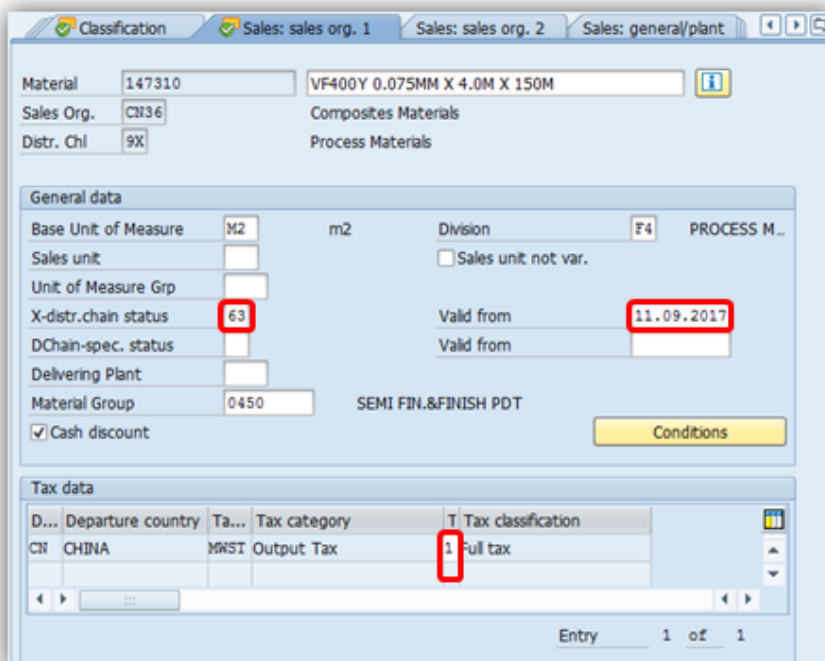 Classification Sales: sales org. 1 Sales: sales org. 2 Sales: general/plant
Material 147310 VF400Y 0.075MM X 4.0M X 150M
Sales Org. CN36 Composites Materials
Distr. Chl 9X Process Materials
General data
Base Unit of Measure M2 m2 Division F4 PROCESS M...
Sales unit Sales unit not var.
Unit of Measure Grp
X-distr.chain status 63 Valid from 11.09.2017
DChain-spec. status Valid from
Delivering Plant
Material Group 0450 SEMI FIN.&FINISH PDT
Cash discount Conditions
Tax data
D... Departure country Ta... Tax category T Tax classification
CN CHINA MWST Output Tax 1 Full tax
Entry 1 of 1